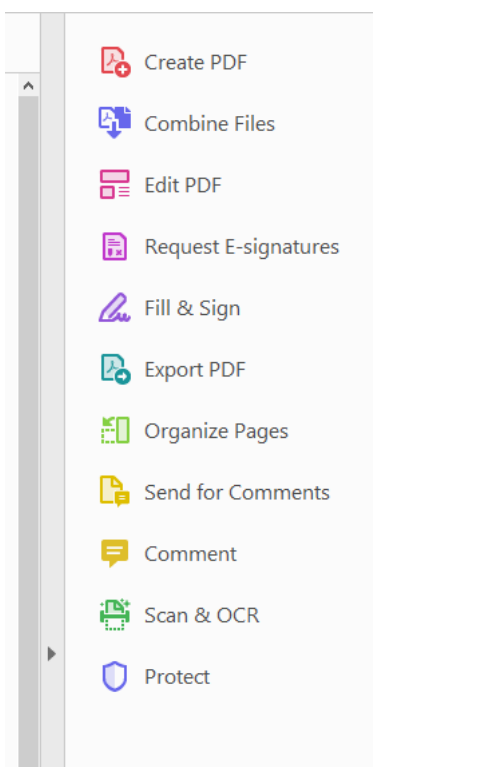 Create PDF
Combine Files
Edit PDF
Request E-signatures
Fill & Sign
Export PDF
Organize Pages
Send for Comments
Comment
Scan & OCR
Protect